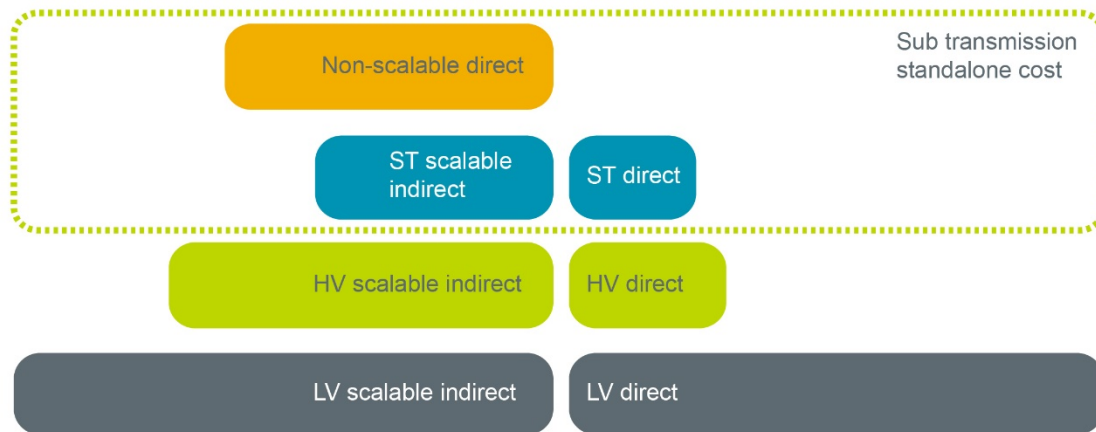 Non-scalable direct
Sub transmission
standalone cost
ST scalable
indirect
ST direct
HV scalable indirect
HV direct
LV scalable indirect
LV direct